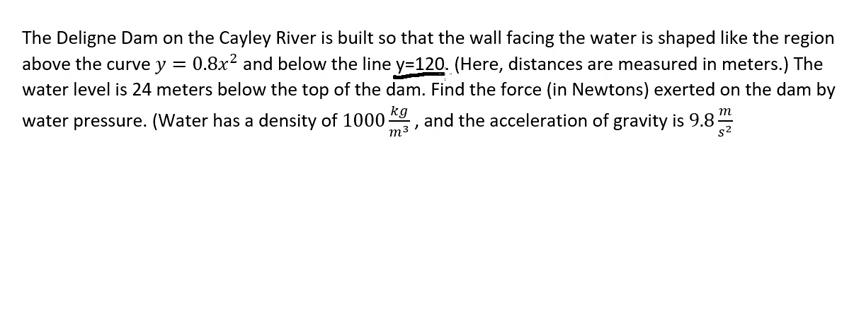 The Deligne Dam on the Cayley River is built so that the wall facing the water is shaped like the region
above the curve y = 0.8x² and below the line y=120. (Here, distances are measured in meters.) The
water level is 24 meters below the top of the dam. Find the force (in Newtons) exerted on the dam by
water pressure. (Water has a density of 1000 kg/m³, and the acceleration of gravity is 9.8 m/s²